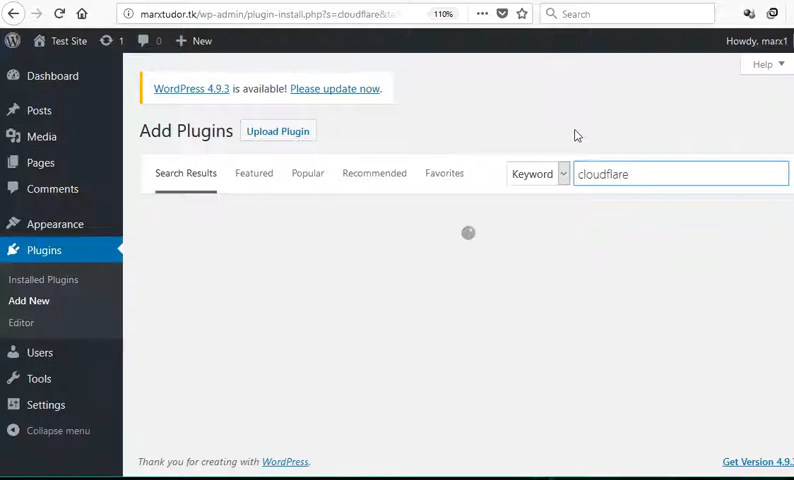 marxtudor.tk/wp-admin/plugin-install.php?s=cloudflare&
110%
Search
Test Site 1 0 New Howdy, marx1
Help
Dashboard
Posts
Media
Pages
Comments
Appearance
Plugins
Installed Plugins
Add New
Editor
Users
Tools
Settings
Collapse menu
WordPress 4.9.3 is available! Please update now.
Add Plugins Upload Plugin
Search Results Featured Popular Recommended Favorites Keyword cloudflare
Thank you for creating with WordPress. Get Version 4.9.3